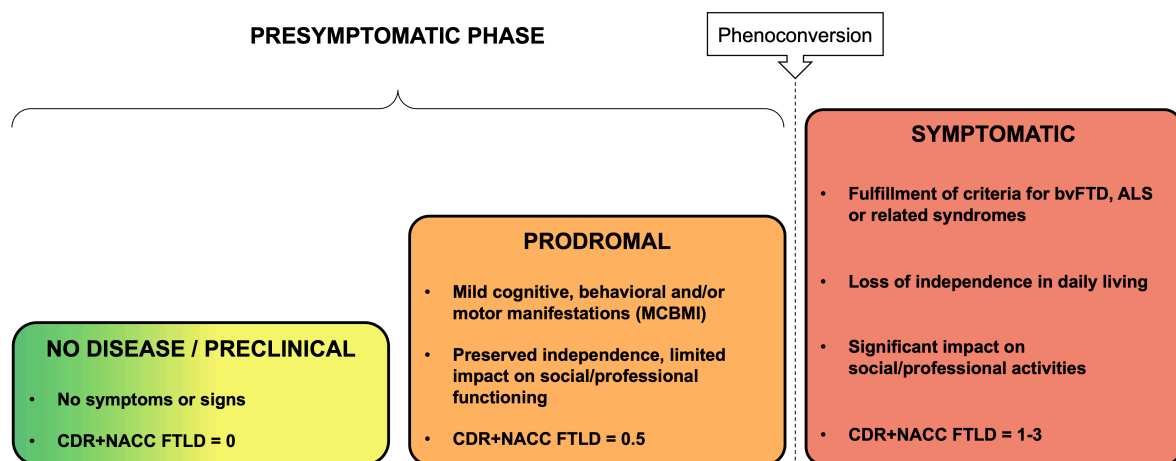 PRESYMPTOMATIC PHASE
Phenoconversion
NO DISEASE / PRECLINICAL
• No symptoms or signs
• CDR+NACC FTLD = 0
PRODROMAL
• Mild cognitive, behavioral and/or
motor manifestations (MCBMI)
• Preserved independence, limited
impact on social/professional
functioning
• CDR+NACC FTLD = 0.5
SYMPTOMATIC
• Fulfillment of criteria for bvFTD, ALS
or related syndromes
• Loss of independence in daily living
• Significant impact on
social/professional activities
• CDR+NACC FTLD = 1-3